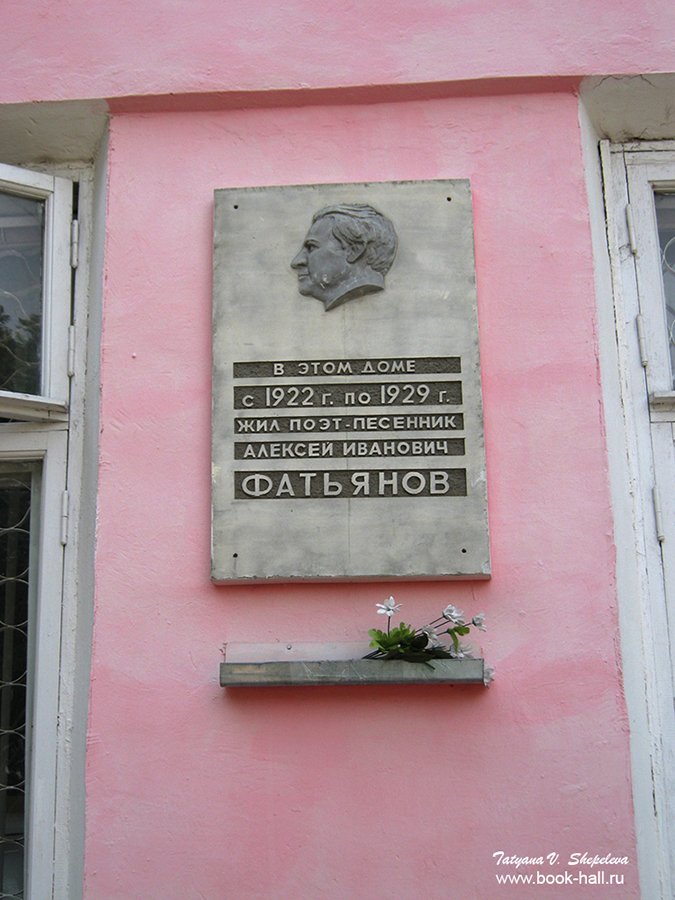 В ЭТОМ ДОМЕ
С 1922 Г. ПО 1929 Г.
ЖИЛ ПОЭТ-ПЕСЕННИК
АЛЕКСЕЙ ИВАНОВИЧ
ФАТЬЯНОВ
Tatyana V. Shepeleva
www.book-hall.ru